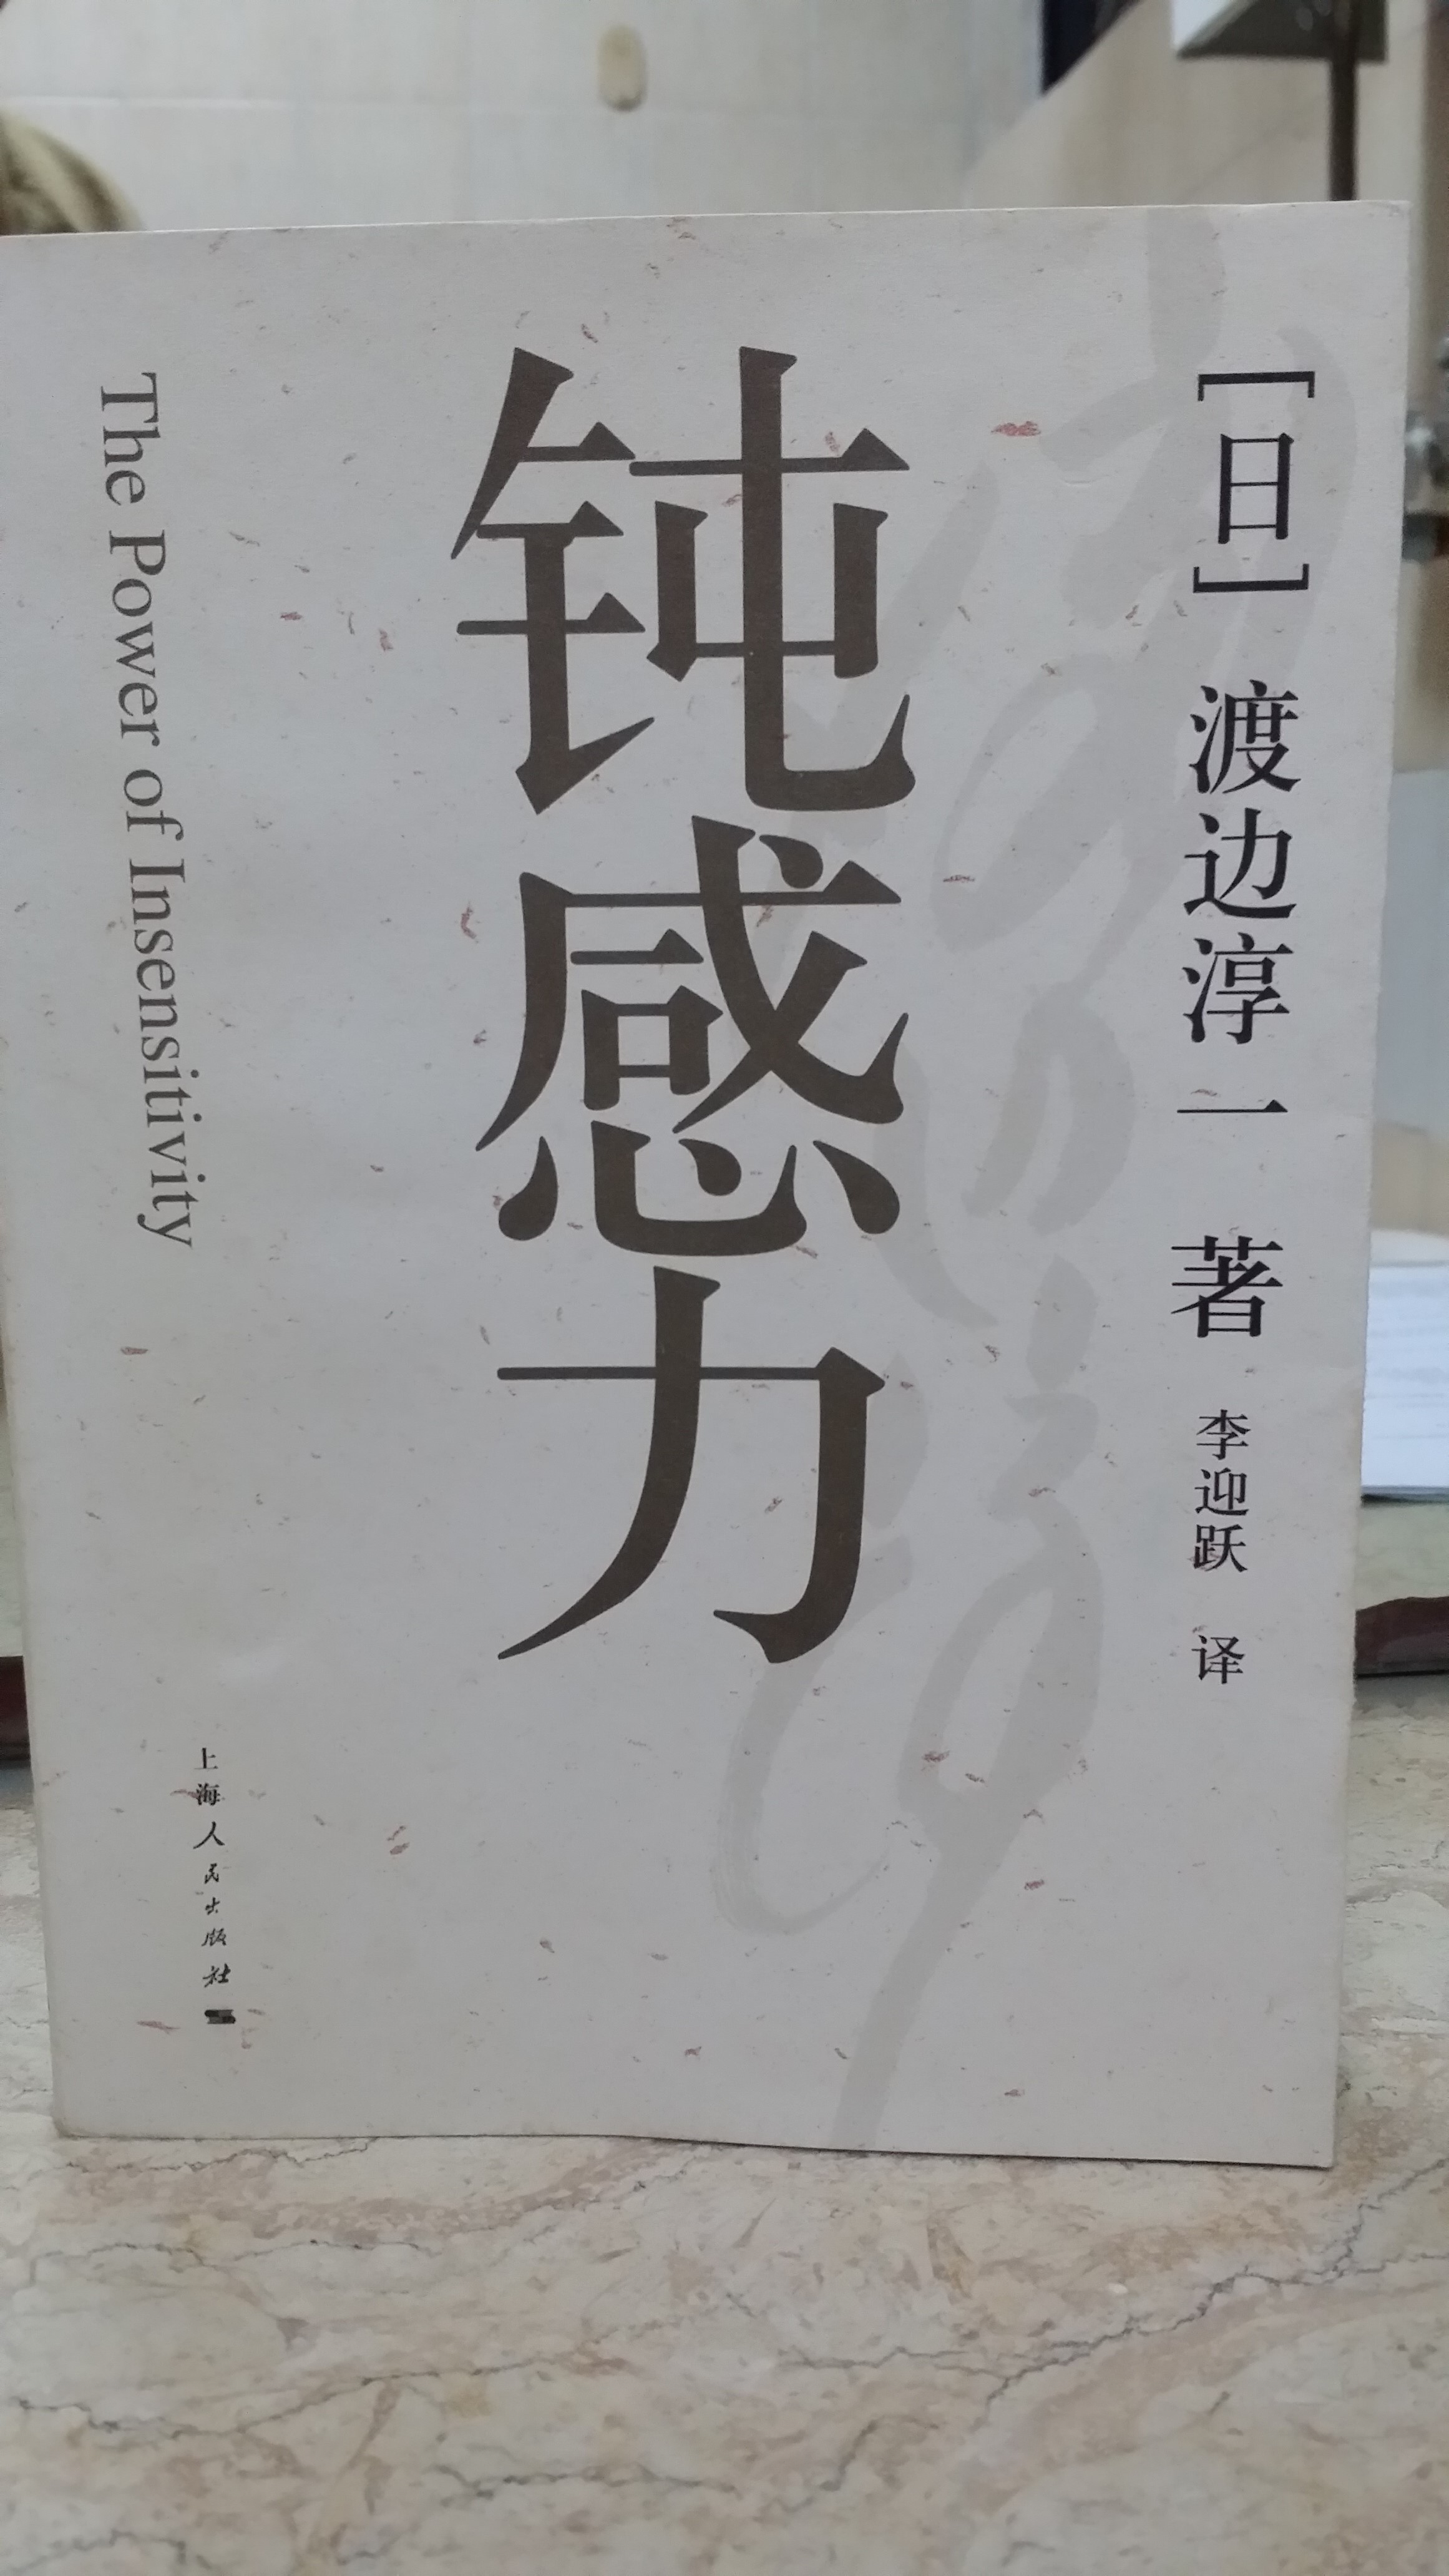 [日] 渡边淳一 著 李迎跃 译
钝感力
The Power of Insensitivity
上海人民出版社